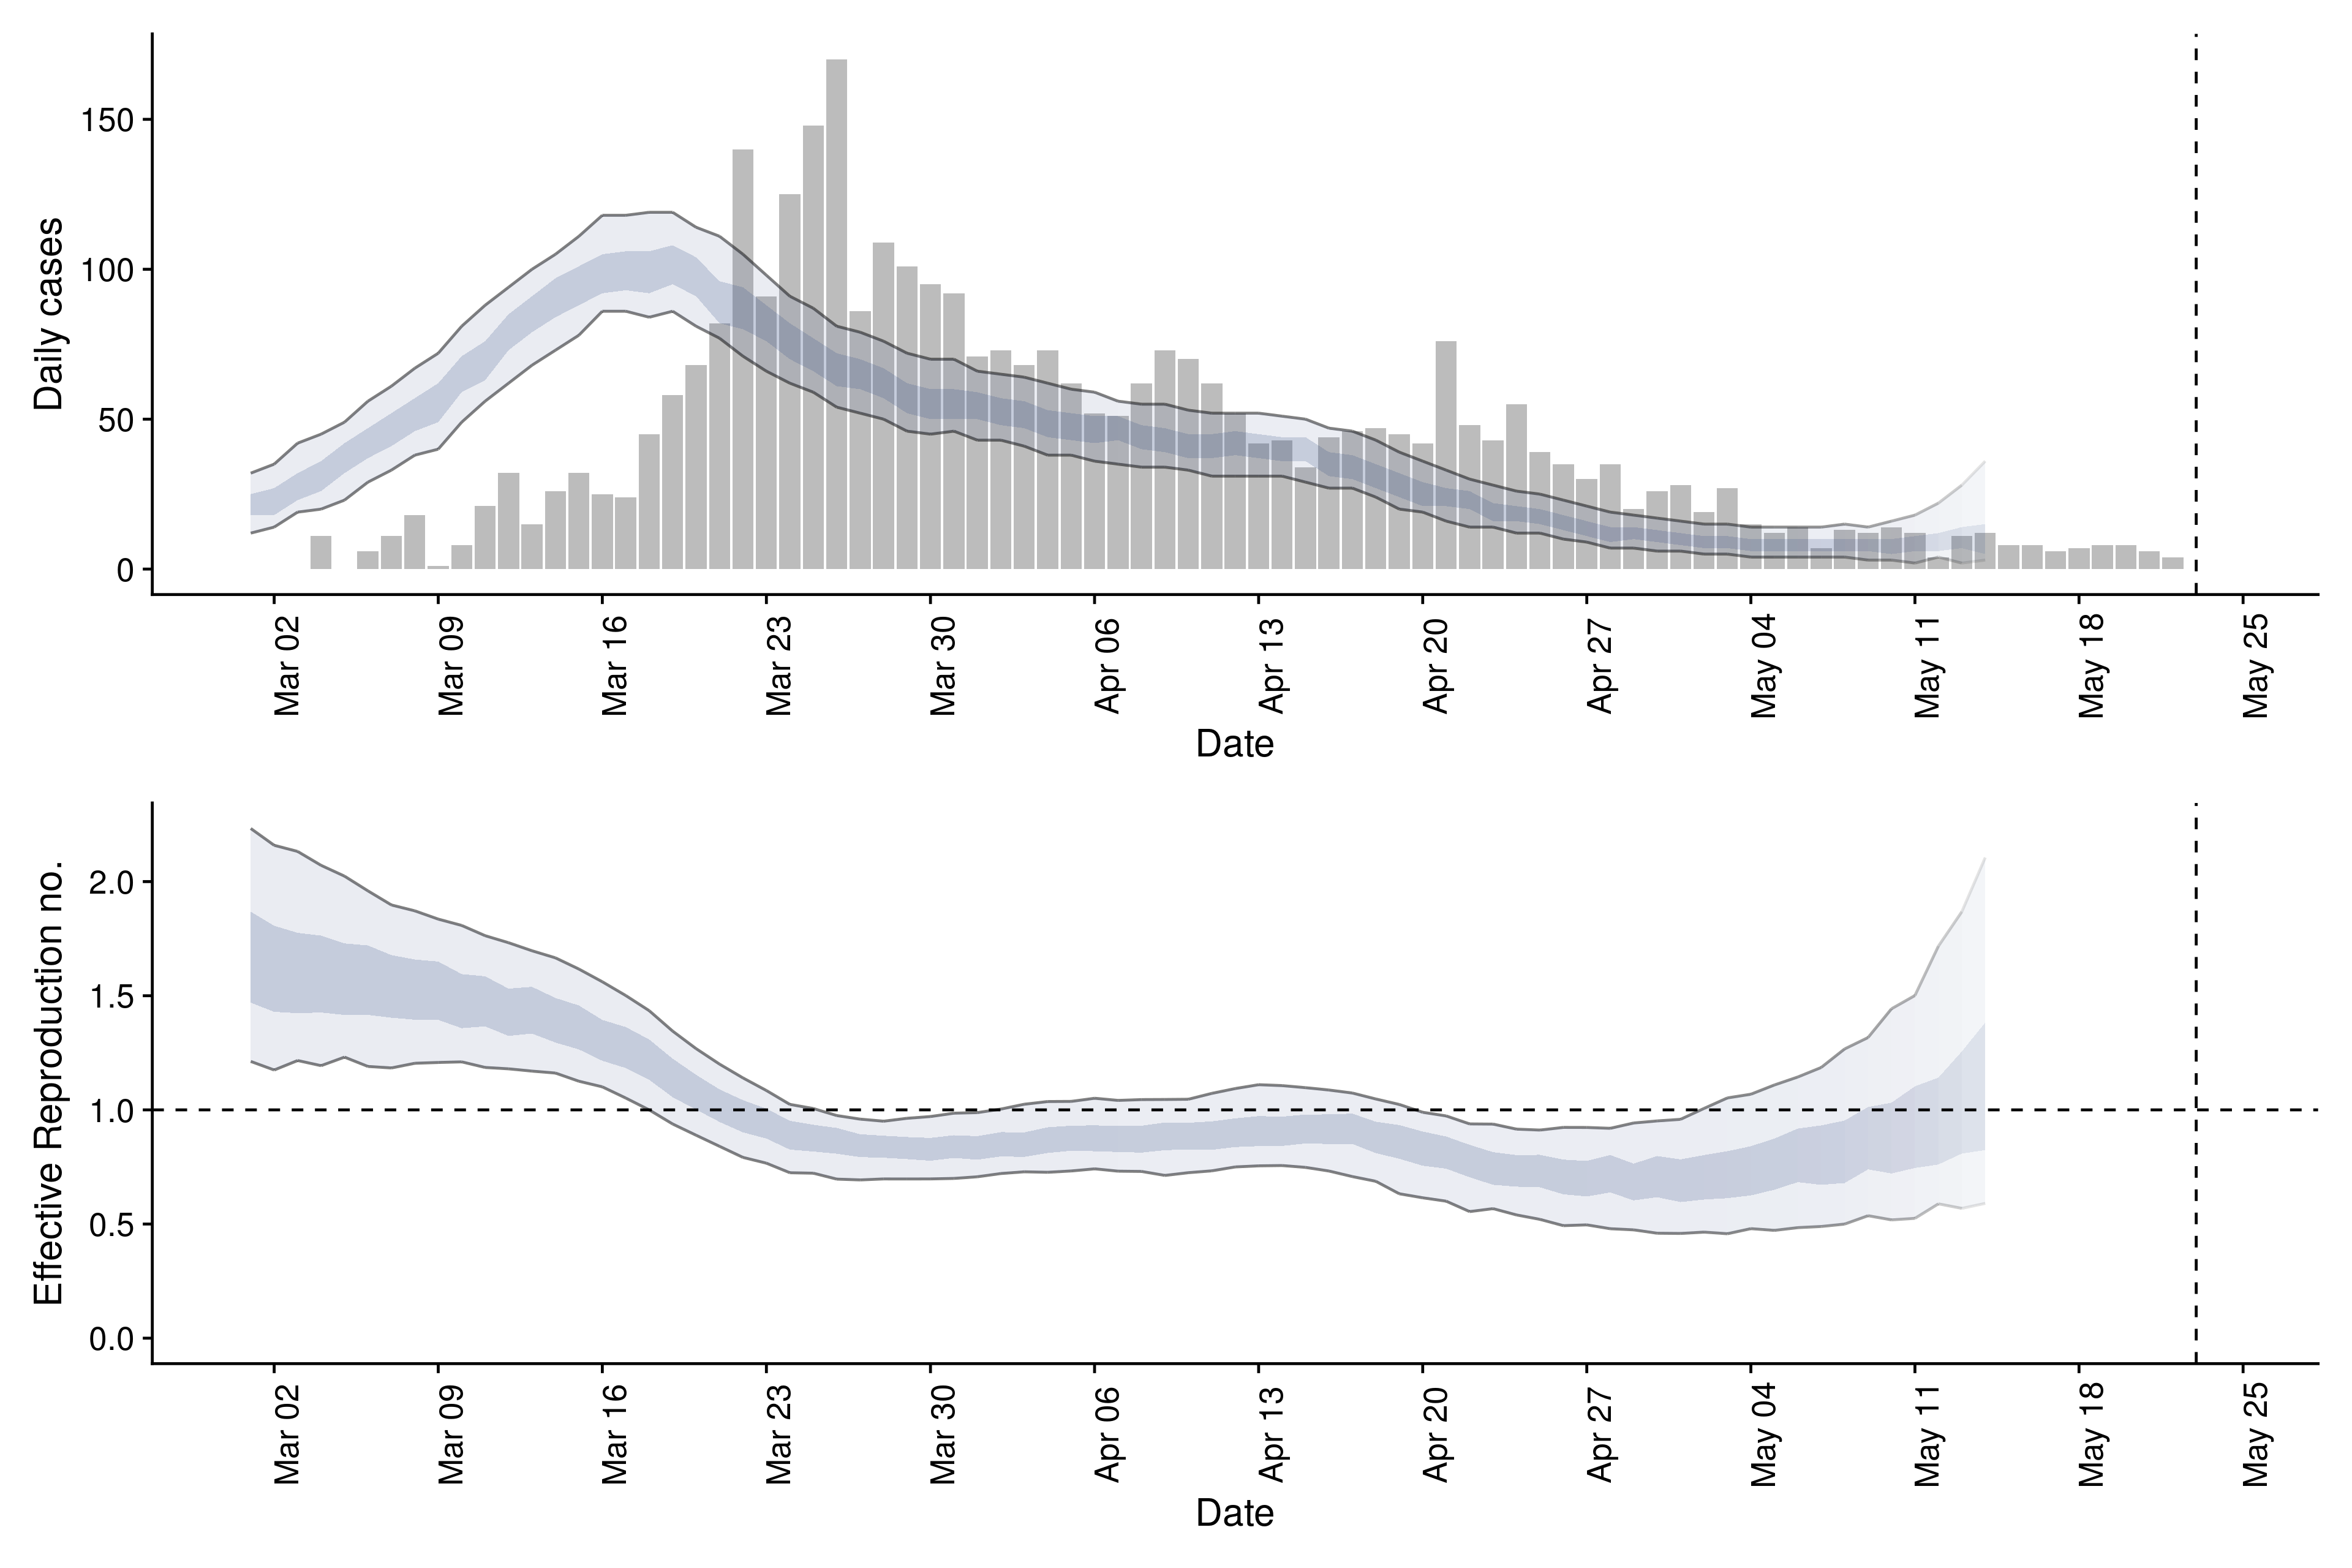 Daily cases
150
100
50
0
Mar 02
Mar 09
Mar 16
Mar 23
Mar 30
Apr 06
Apr 13
Apr 20
Apr 27
May 04
May 11
May 18
May 25
Date
Effective Reproduction no.
2.0
1.5
1.0
0.5
0.0
Mar 02
Mar 09
Mar 16
Mar 23
Mar 30
Apr 06
Apr 13
Apr 20
Apr 27
May 04
May 11
May 18
May 25
Date